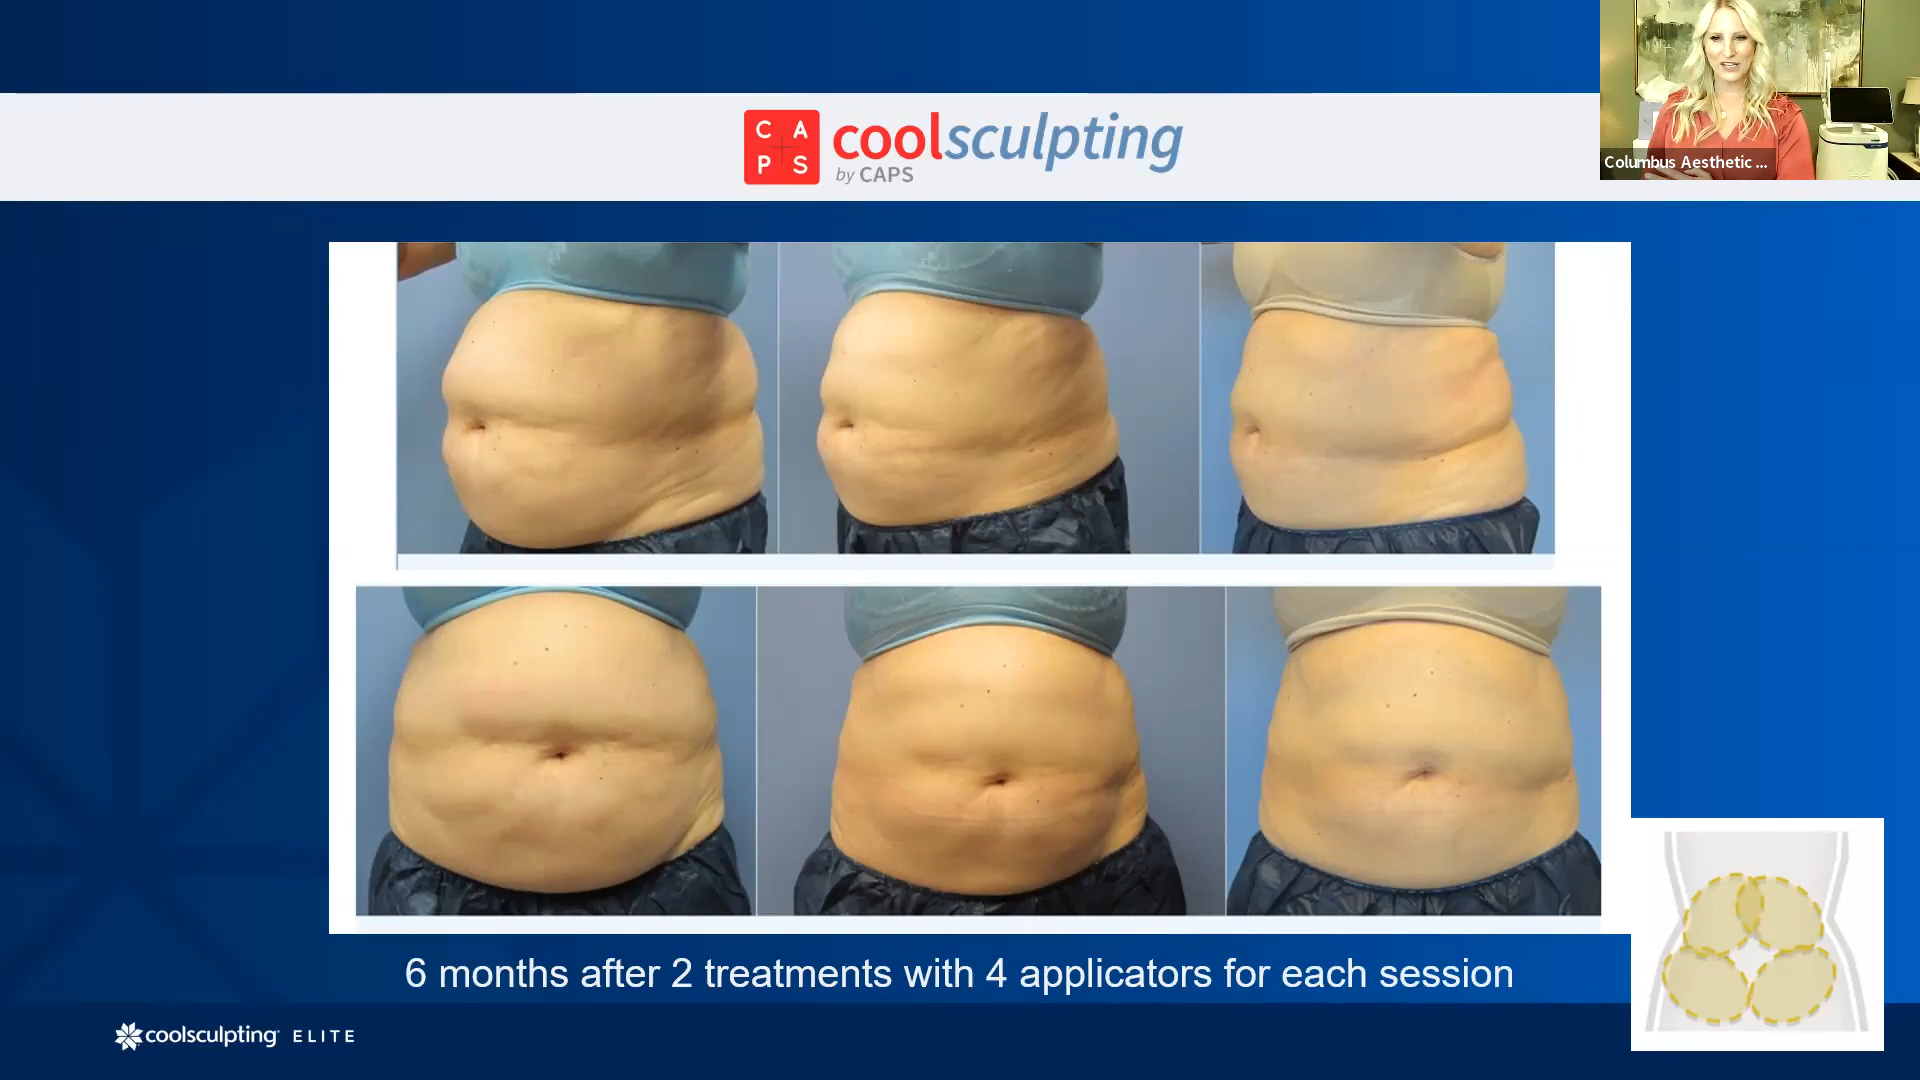 C A
P S
coolsculpting
by CAPS
Columbus Aesthetic ...
6 months after 2 treatments with 4 applicators for each session
coolsculpting ELITE